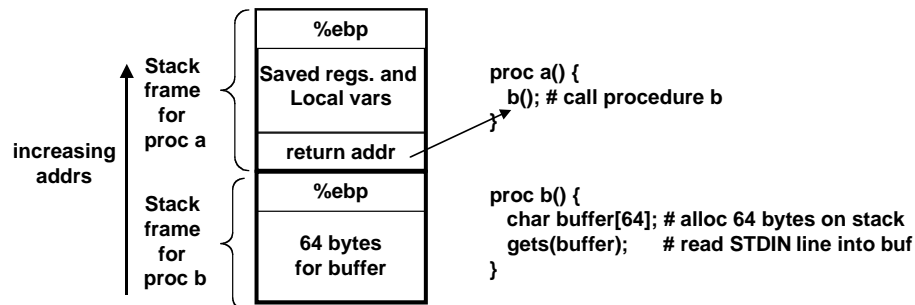 increasing
addrs
Stack
frame
for
proc a
Stack
frame
for
proc b
%ebp
Saved regs. and
Local vars
return addr
%ebp
64 bytes
for buffer
proc a() {
b(); # call procedure b
}
proc b() {
char buffer[64]; # alloc 64 bytes on stack
gets(buffer); # read STDIN line into buf
}